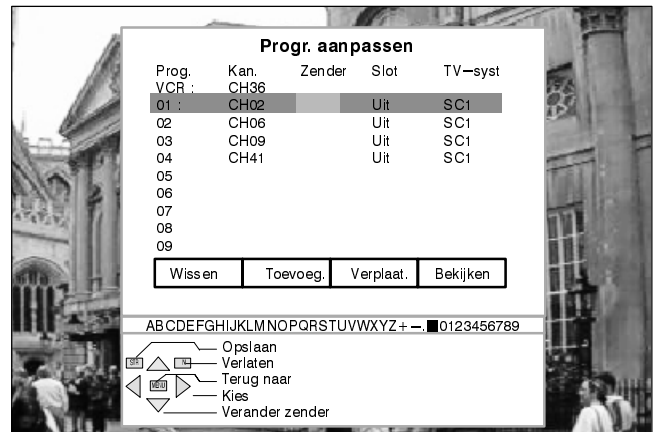 Progr. aanpassen
Prog. Kan. Zender Slot TV-syst
VCR : CH36
01 : CH02 Uit SC1
02 CH06 Uit SC1
03 CH09 Uit SC1
04 CH41 Uit SC1
05
06
07
08
09
Wissen Toevoeg. Verplaat. Bekijken
ABCDEFGHIJKLMNOPQRSTUVWXYZ+−.■0123456789
Opslaan
STR N Verlaten
MENU Terug naar
Kies
Verander zender